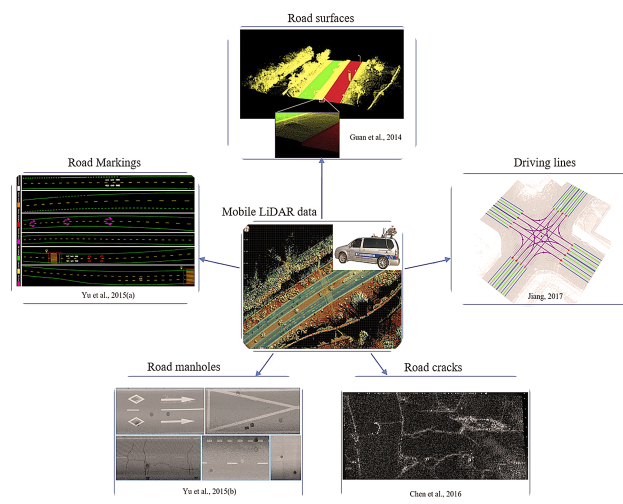 Road surfaces
Guan et al., 2014
Road Markings
Driving lines
Mobile LiDAR data
Yu et al., 2015(a)
Jiang, 2017
Road manholes
Road cracks
Yu et al., 2015(b)
Chen et al., 2016